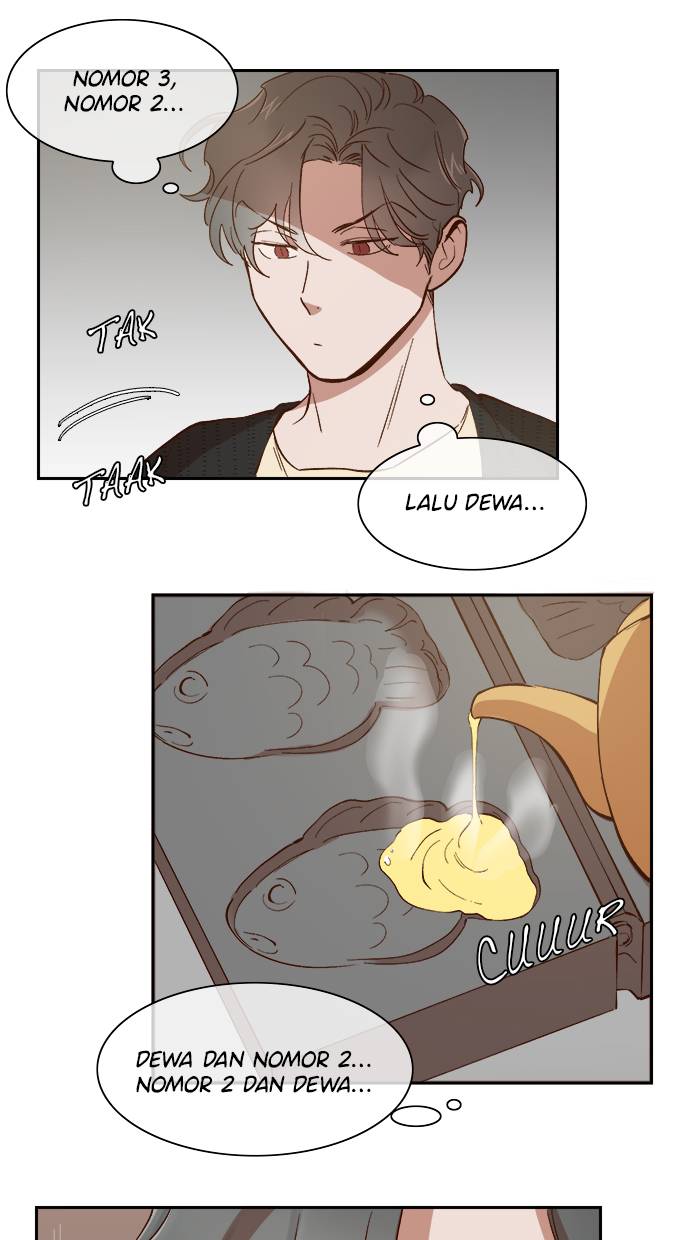 NOMOR 3,
NOMOR 2...
TAK
TAAK
LALU DEWA...
CUUUR
DEWA DAN NOMOR 2...
NOMOR 2 DAN DEWA...